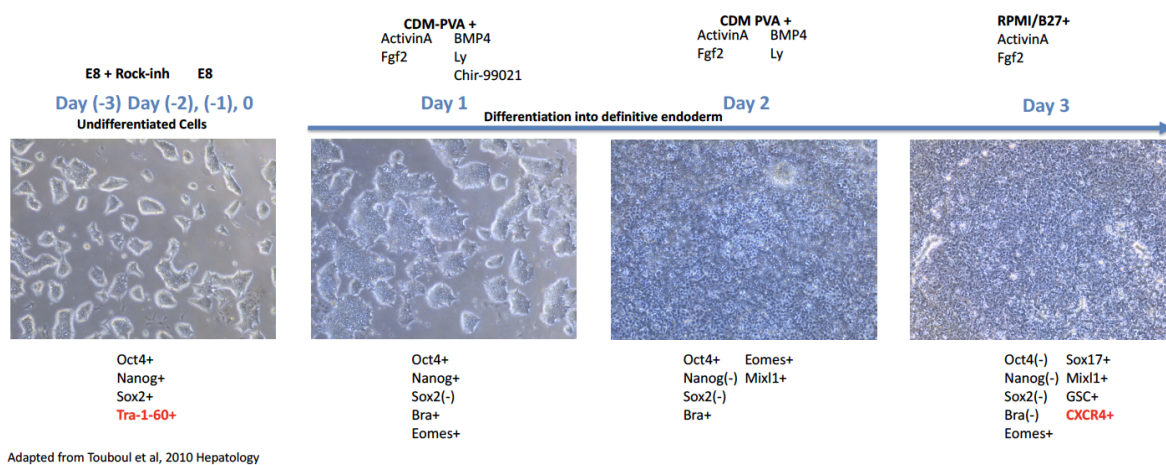 E8 + Rock-inh E8
Day (-3) Day (-2), (-1), 0
Undifferentiated Cells
CDM-PVA +
ActivinA BMP4
Fgf2 Ly
Chir-99021
Day 1
CDM PVA +
ActivinA BMP4
Fgf2 Ly
Day 2
RPMI/B27+
ActivinA
Fgf2
Day 3
Differentiation into definitive endoderm
Oct4+
Nanog+
Sox2+
Tra-1-60+
Oct4+
Nanog+
Sox2(-)
Bra+
Eomes+
Oct4+ Eomes+
Nanog(-) Mixl1+
Sox2(-)
Bra+
Oct4(-) Sox17+
Nanog(-) Mixl1+
Sox2(-) GSC+
Bra(-) CXCR4+
Eomes+
Adapted from Touboul et al, 2010 Hepatology